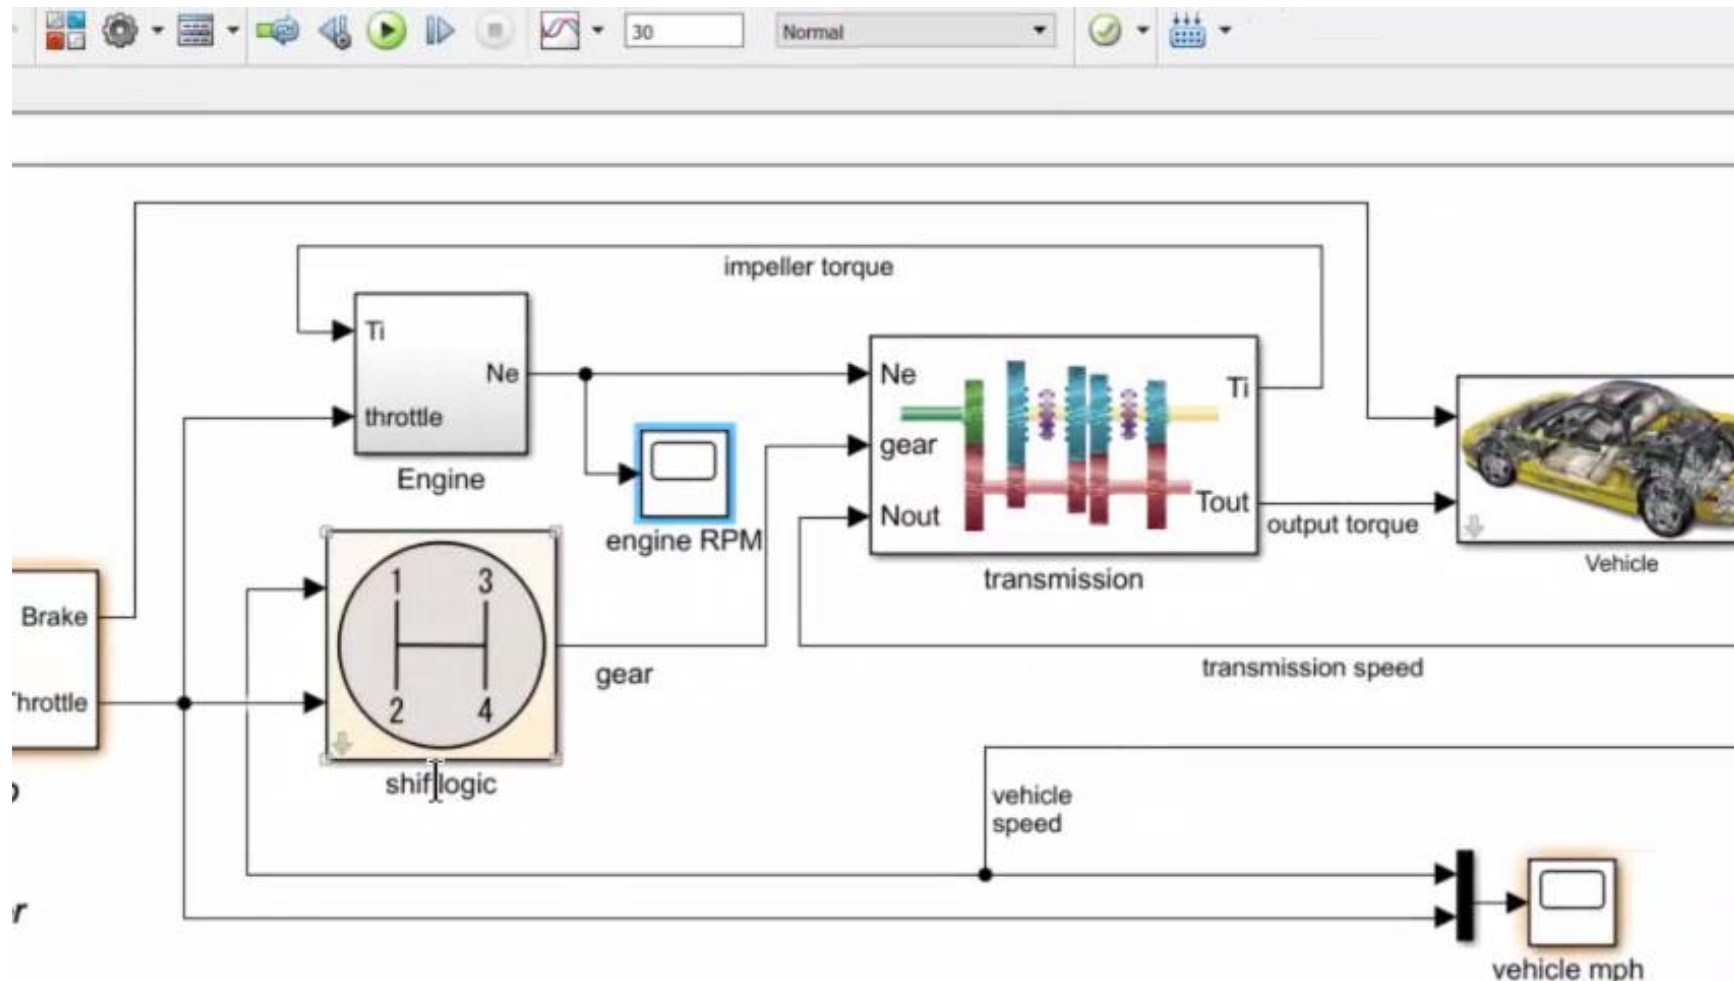 30
Normal
impeller torque
Ti
Ne
throttle
Engine
engine RPM
Ne
gear
Nout
Ti
Tout
transmission
output torque
Vehicle
Brake
hrottle
1 3
2 4
gear
shif logic
transmission speed
vehicle
speed
vehicle mph